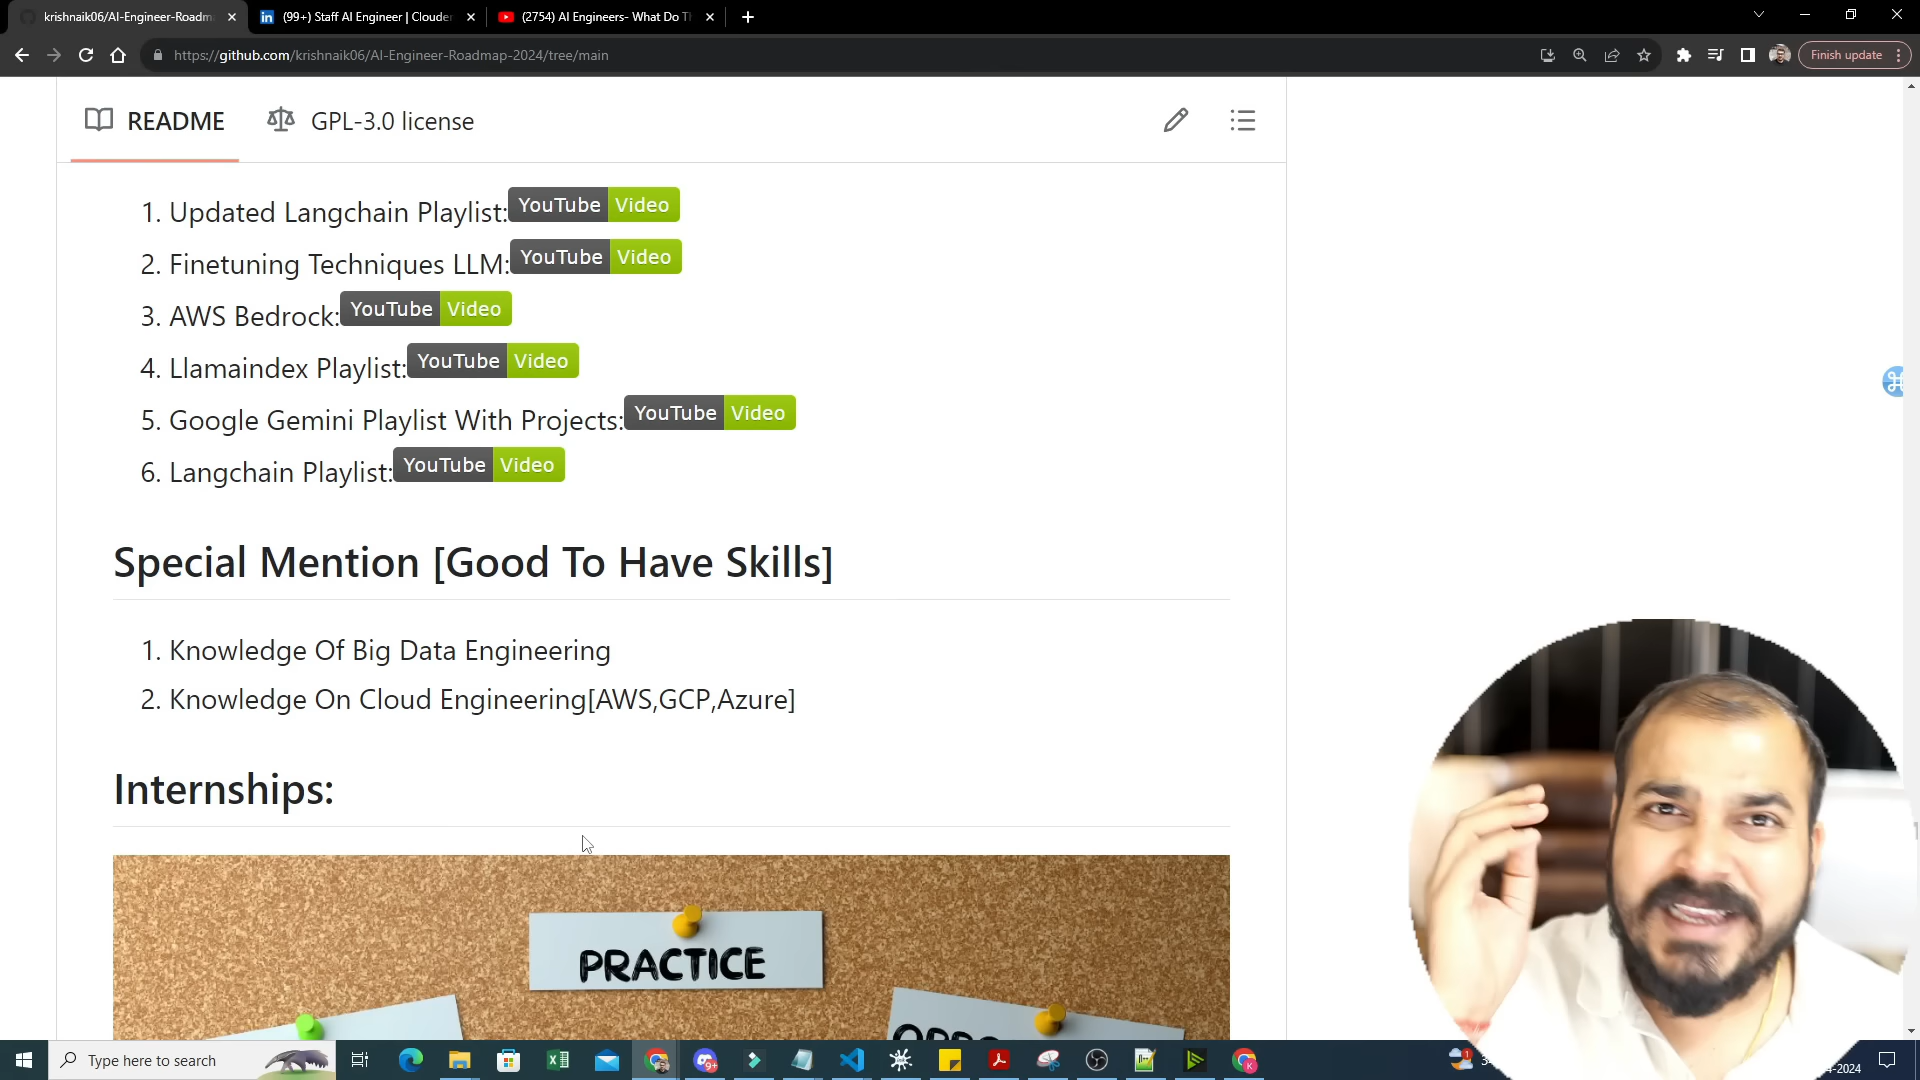 krishnaik06/AI-Engineer-Roadm
(99+) Staff AI Engineer | Clouder
(2754) AI Engineers- What Do Th
https://github.com/krishnaik06/AI-Engineer-Roadmap-2024/tree/main
Finish update
README
GPL-3.0 license
1. Updated Langchain Playlist: YouTube Video
2. Finetuning Techniques LLM: YouTube Video
3. AWS Bedrock: YouTube Video
4. Llamaindex Playlist: YouTube Video
5. Google Gemini Playlist With Projects: YouTube Video
6. Langchain Playlist: YouTube Video
Special Mention [Good To Have Skills]
1. Knowledge Of Big Data Engineering
2. Knowledge On Cloud Engineering[AWS,GCP,Azure]
Internships:
PRACTICE
Type here to search